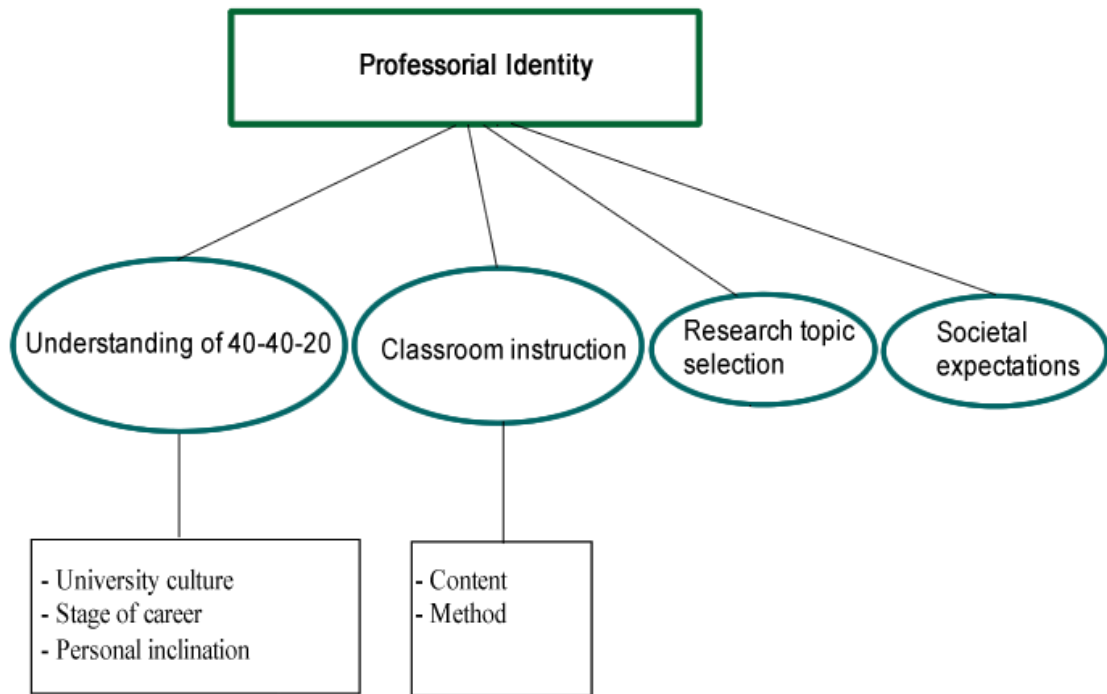 Professorial Identity
Understanding of 40-40-20
Classroom instruction
Research topic
selection
Societal
expectations
- University culture
- Stage of career
- Personal inclination
- Content
- Method